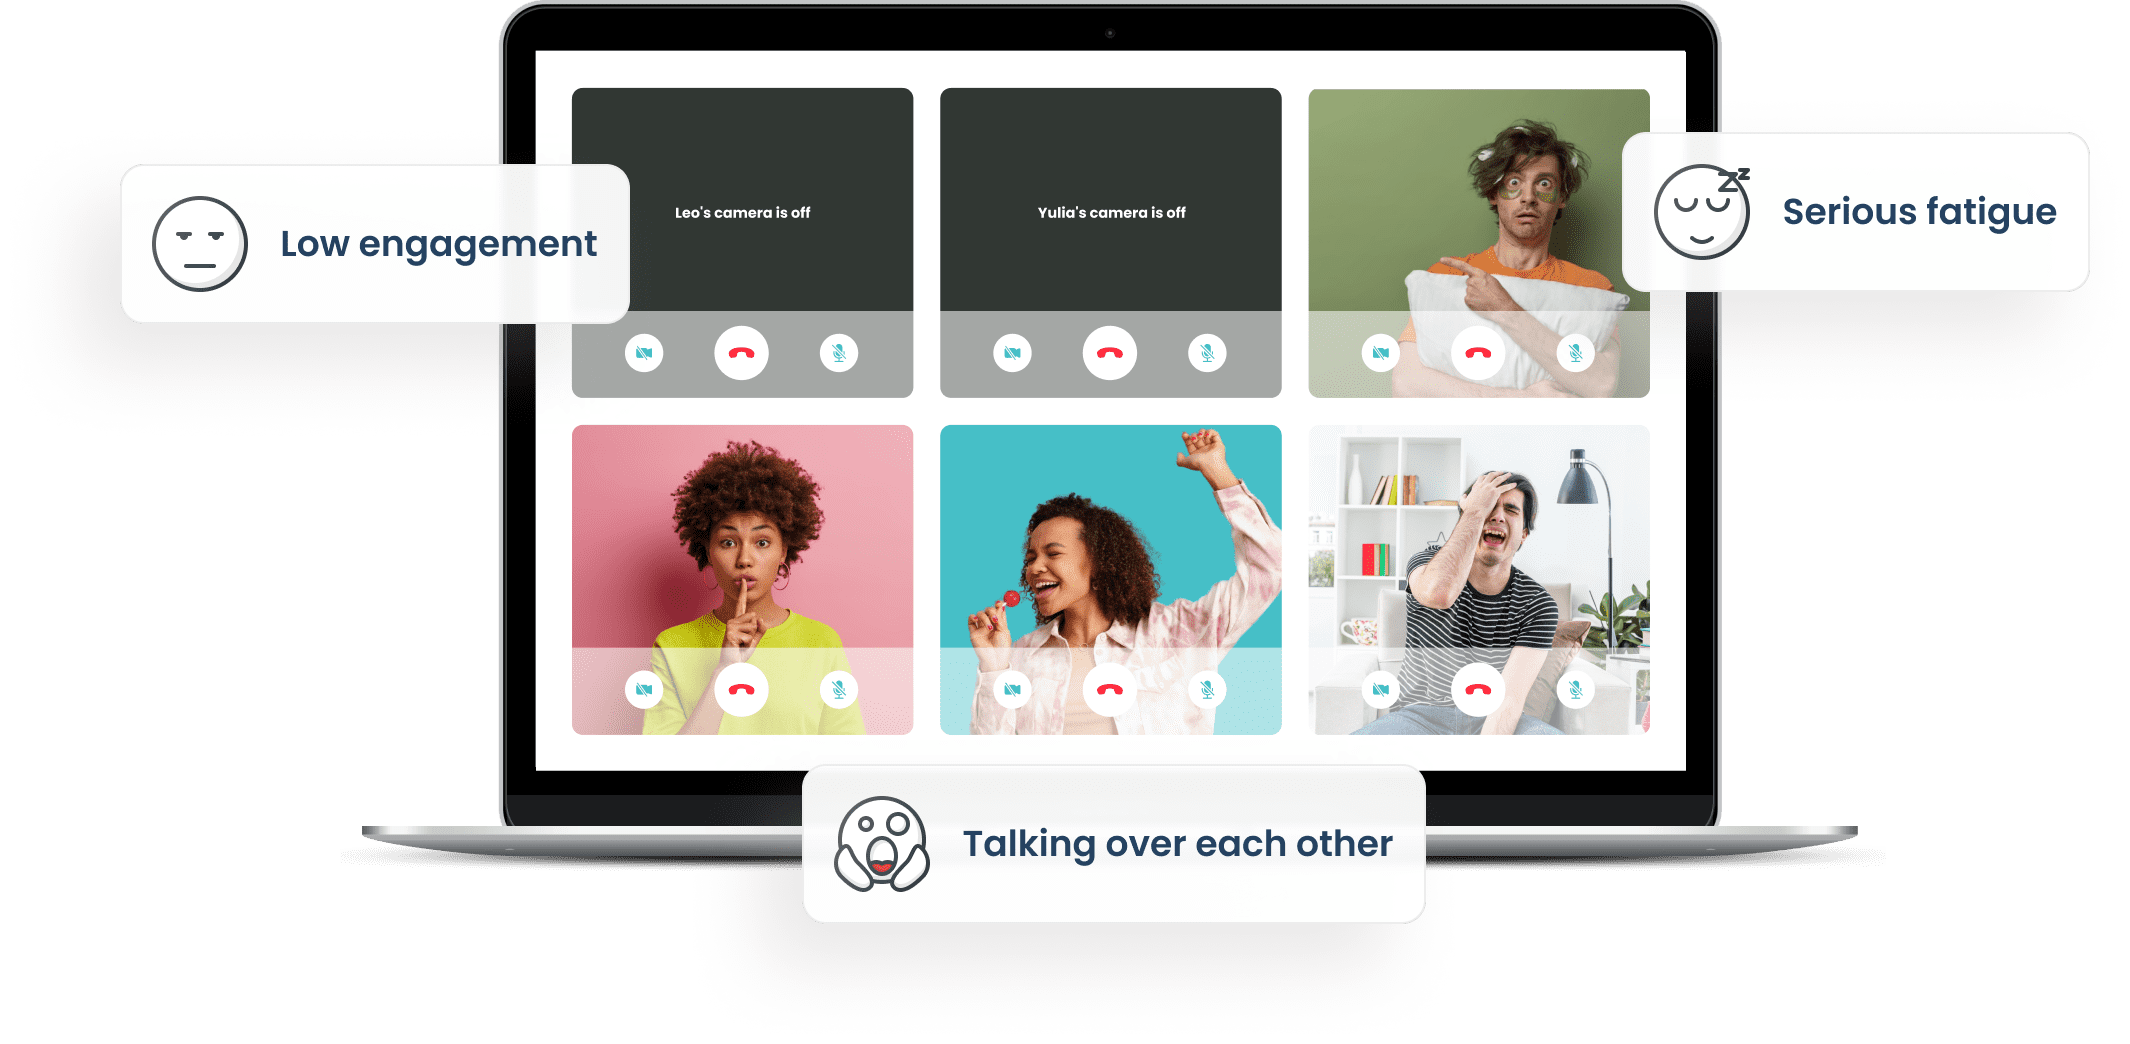 Leo's camera is off
Yulia's camera is off
Low engagement
Serious fatigue
Talking over each other